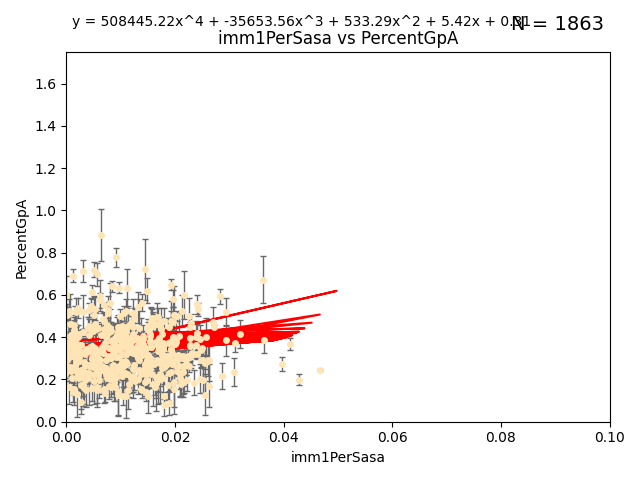 y = 508445.22x^4 + -35653.56x^3 + 533.29x^2 + 5.42x + 0.31
N = 1863
imm1PerSasa vs PercentGpA
PercentGpA
1.6
1.4
1.2
1.0
0.8
0.6
0.4
0.2
0.0
0.00 0.02 0.04 0.06 0.08 0.10
imm1PerSasa